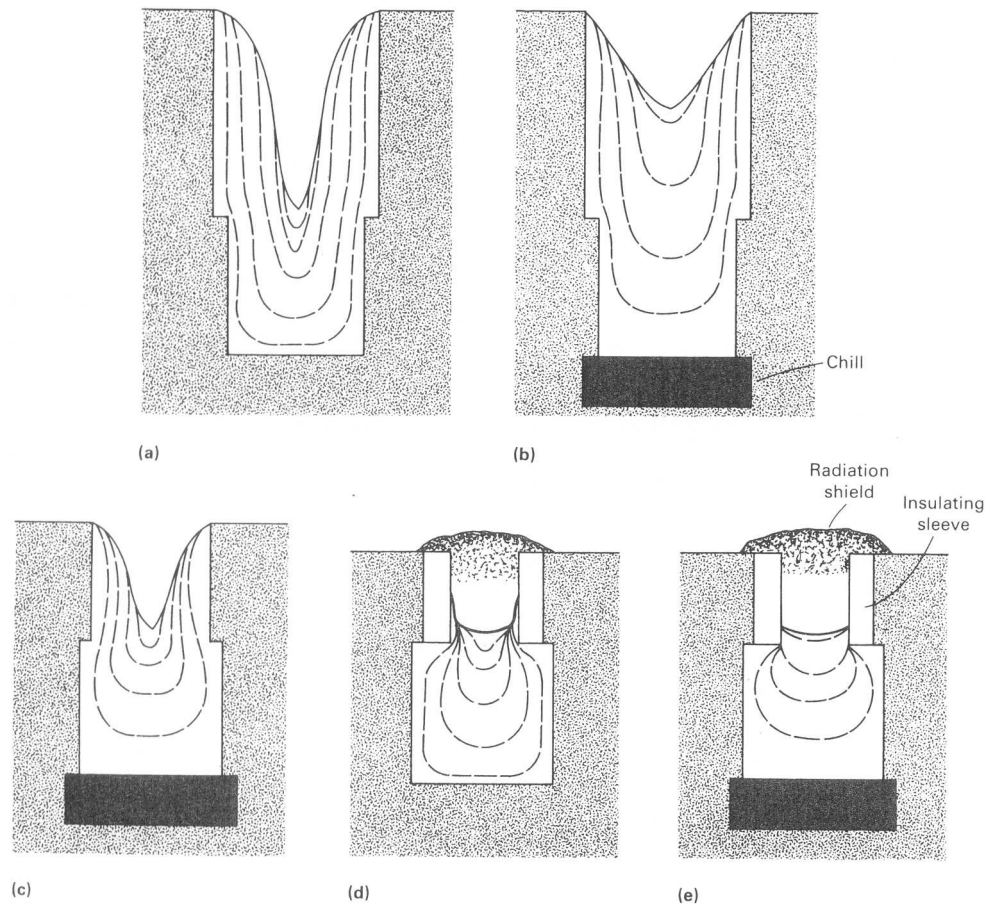 Chill
(a)
(b)
Radiation
shield
Insulating
sleeve
(c)
(d)
(e)